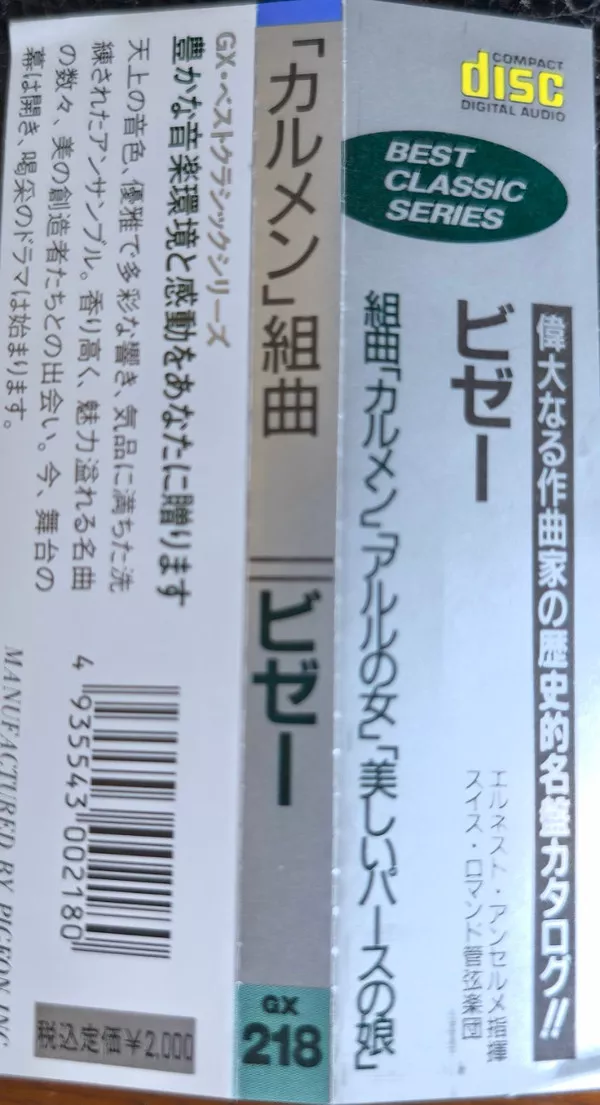 COMPACT
disc
DIGITAL AUDIO
BEST
CLASSIC
SERIES
偉大なる作曲家の歴史的名盤カタログ!!
ビゼー
エルネスト・アンセルメ指揮
スイス・ロマンド管弦楽団
組曲「カルメン」「アルルの女」「美しいパースの娘」
「カルメン」組曲
ビゼー
GX
218
GX・ベストクラシックシリーズ
豊かな音楽環境と感動をあなたに贈ります
天上の音色、優雅で多彩な響き、気品に満ちた洗
練されたアンサンブル。香り高く、魅力溢れる名曲
の数々、美の創造者たちとの出会い。今、舞台の
幕は開き、喝采のドラマは始まります。
4 935543 002180
税込定価¥2,000
MANUFACTURED BY PIGEON INC